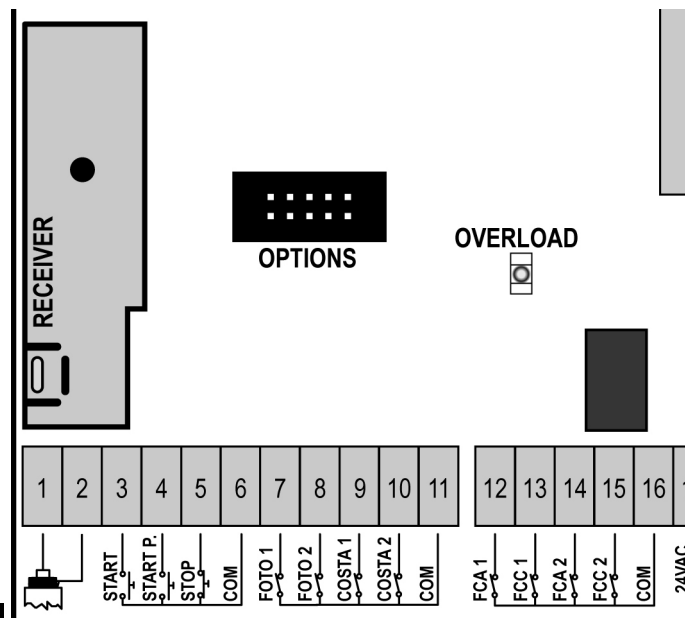 RECEIVER
OPTIONS
OVERLOAD
1 2 3 4 5 6 7 8 9 10 11 12 13 14 15 16
START
START P.
STOP
COM
FOTO 1
FOTO 2
COSTA 1
COSTA 2
COM
FCA 1
FCC 1
FCA 2
FCC 2
COM
24VAC